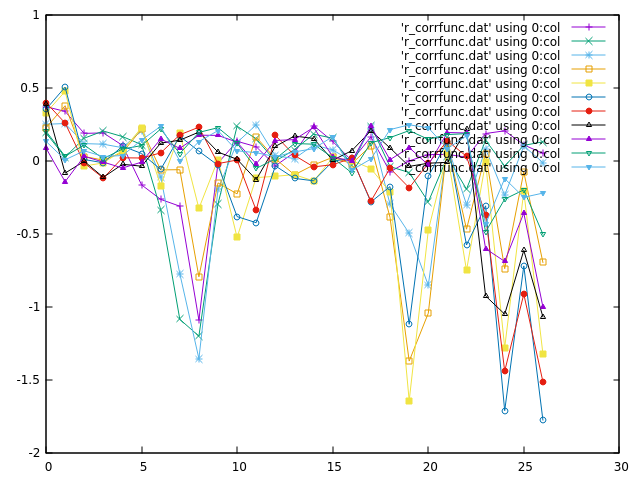 1
0.5
0
-0.5
-1
-1.5
-2
0
5
10
15
20
25
30
'r_corrfunc.dat' using 0:col
'r_corrfunc.dat' using 0:col
'r_corrfunc.dat' using 0:col
'r_corrfunc.dat' using 0:col
'r_corrfunc.dat' using 0:col
'r_corrfunc.dat' using 0:col
'r_corrfunc.dat' using 0:col
'r_corrfunc.dat' using 0:col
'r_corrfunc.dat' using 0:col
'r_corrfunc.dat' using 0:col
'r_corrfunc.dat' using 0:col